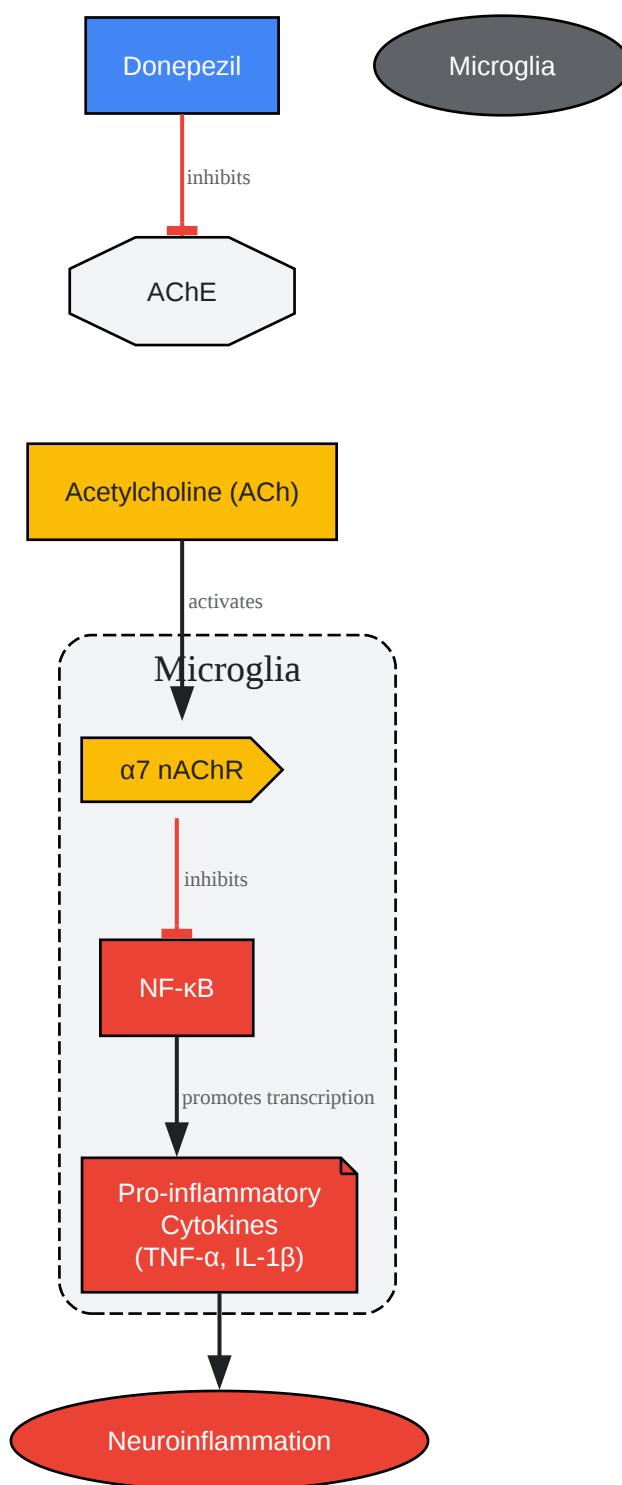 Donepezil
Microglia
inhibits
AChE
Acetylcholine (ACh)
activates
Microglia
α7 nAChR
inhibits
NF-κB
promotes transcription
Pro-inflammatory
Cytokines
(TNF-α, IL-1β)
Neuroinflammation